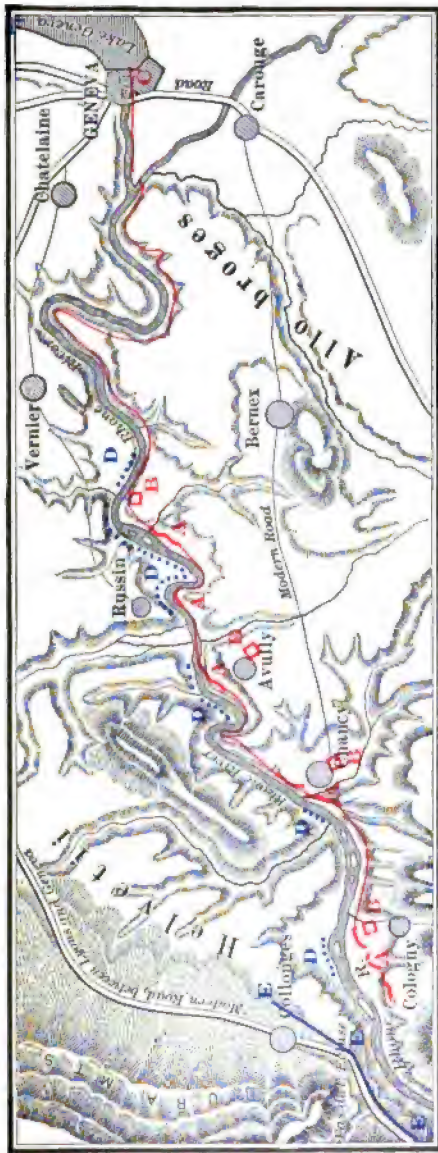 Lake Geneva
GENEVA
C
Road
Chatelaine
Carouge
Vernier
Rhone
Allobroges
D
B
A
Bernex
Russin
D
A
Modern Road
B
A
Avully
D
Chancy
B
River
D
Helvetii
D
B
A
R.
Cologny
E
Collonges
E
E
Modern Road, between Lyons and Geneva
JURA MTS